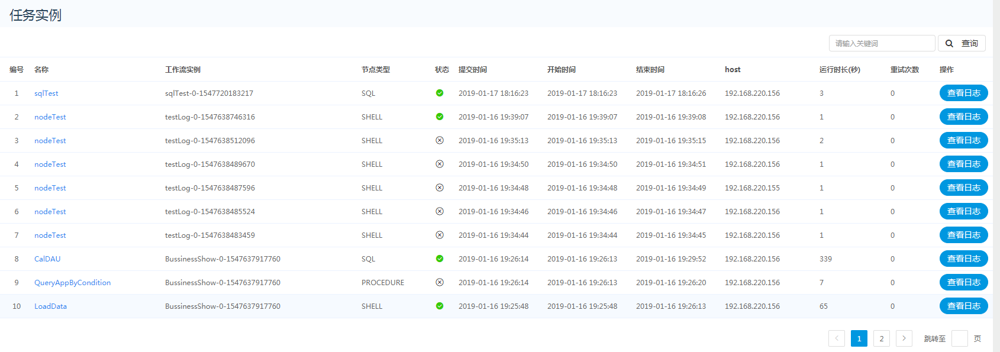 任务实例
请输入关键词 查询
编号 名称 工作流实例 节点类型 状态 提交时间 开始时间 结束时间 host 运行时长(秒) 重试次数 操作
1 sqlTest sqlTest-0-1547720183217 SQL 2019-01-17 18:16:23 2019-01-17 18:16:23 2019-01-17 18:16:26 192.168.220.156 3 0 查看日志
2 nodeTest testLog-0-1547638746316 SHELL 2019-01-16 19:39:07 2019-01-16 19:39:07 2019-01-16 19:39:08 192.168.220.156 1 0 查看日志
3 nodeTest testLog-0-1547638512096 SHELL 2019-01-16 19:35:13 2019-01-16 19:35:13 2019-01-16 19:35:15 192.168.220.156 2 0 查看日志
4 nodeTest testLog-0-1547638489670 SHELL 2019-01-16 19:34:50 2019-01-16 19:34:50 2019-01-16 19:34:51 192.168.220.156 1 0 查看日志
5 nodeTest testLog-0-1547638487596 SHELL 2019-01-16 19:34:48 2019-01-16 19:34:48 2019-01-16 19:34:49 192.168.220.155 1 0 查看日志
6 nodeTest testLog-0-1547638485524 SHELL 2019-01-16 19:34:46 2019-01-16 19:34:46 2019-01-16 19:34:47 192.168.220.156 1 0 查看日志
7 nodeTest testLog-0-1547638483459 SHELL 2019-01-16 19:34:44 2019-01-16 19:34:44 2019-01-16 19:34:45 192.168.220.156 1 0 查看日志
8 CalDAU BussinessShow-0-1547637917760 SQL 2019-01-16 19:26:14 2019-01-16 19:26:13 2019-01-16 19:29:52 192.168.220.156 339 0 查看日志
9 QueryAppByCondition BussinessShow-0-1547637917760 PROCEDURE 2019-01-16 19:26:14 2019-01-16 19:26:13 2019-01-16 19:26:20 192.168.220.156 7 0 查看日志
10 LoadData BussinessShow-0-1547637917760 SHELL 2019-01-16 19:25:48 2019-01-16 19:25:48 2019-01-16 19:26:13 192.168.220.156 65 0 查看日志
1 2 跳转至 页